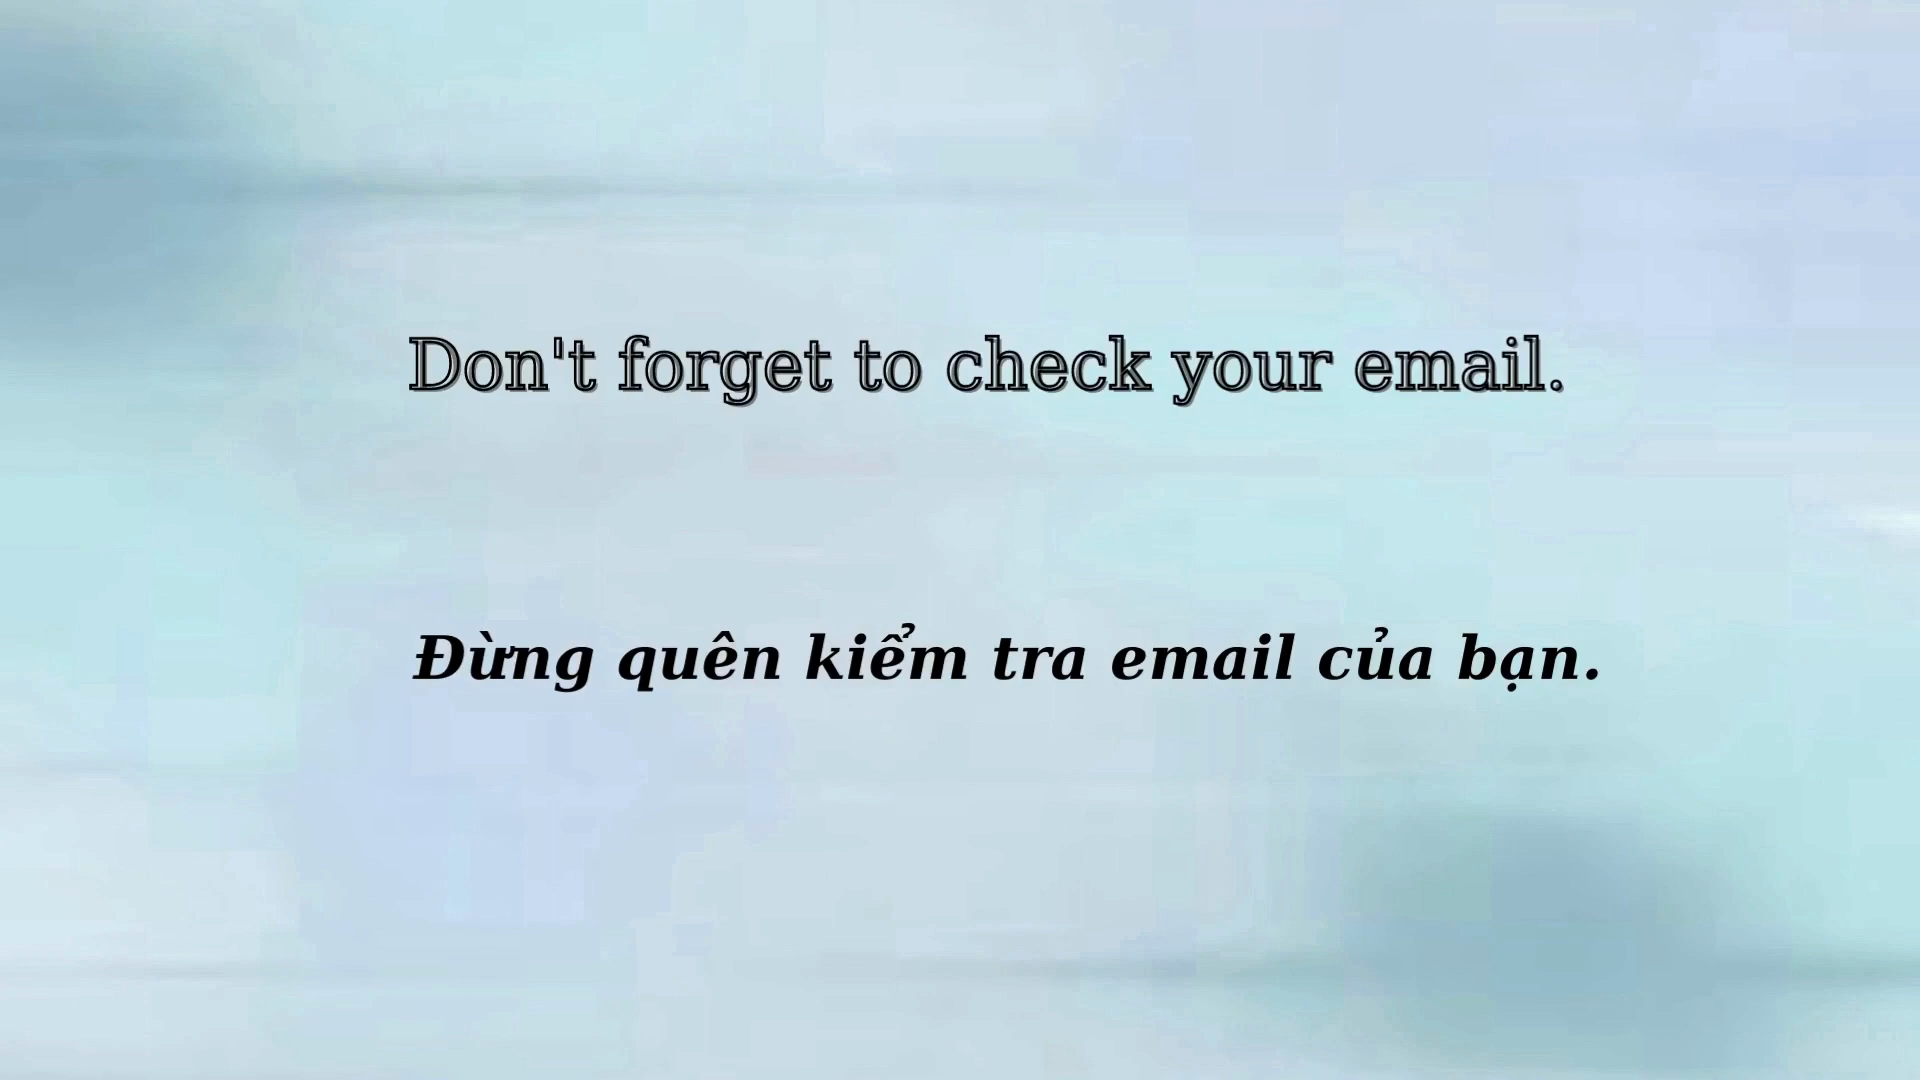 Don't forget to check your email.
Đừng quên kiểm tra email của bạn.